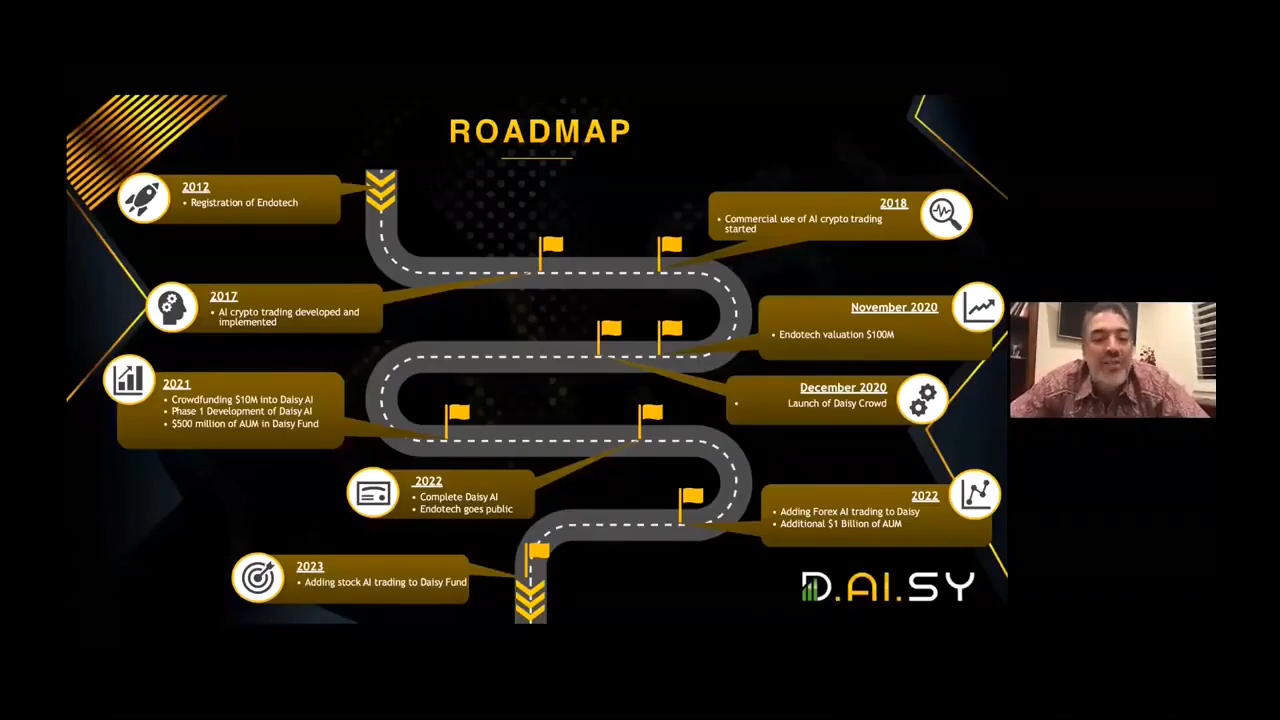 ROADMAP
2012
• Registration of Endotech
2018
• Commercial use of AI crypto trading
started
2017
• AI crypto trading developed and
implemented
November 2020
• Endotech valuation $100M
2021
• Crowdfunding $10M into Daisy AI
• Phase 1 Development of Daisy AI
• $500 million of AUM in Daisy Fund
December 2020
• Launch of Daisy Crowd
2022
• Complete Daisy AI
• Endotech goes public
2022
• Adding Forex AI trading to Daisy
• Additional $1 Billion of AUM
2023
• Adding stock AI trading to Daisy Fund
D.AI.SY